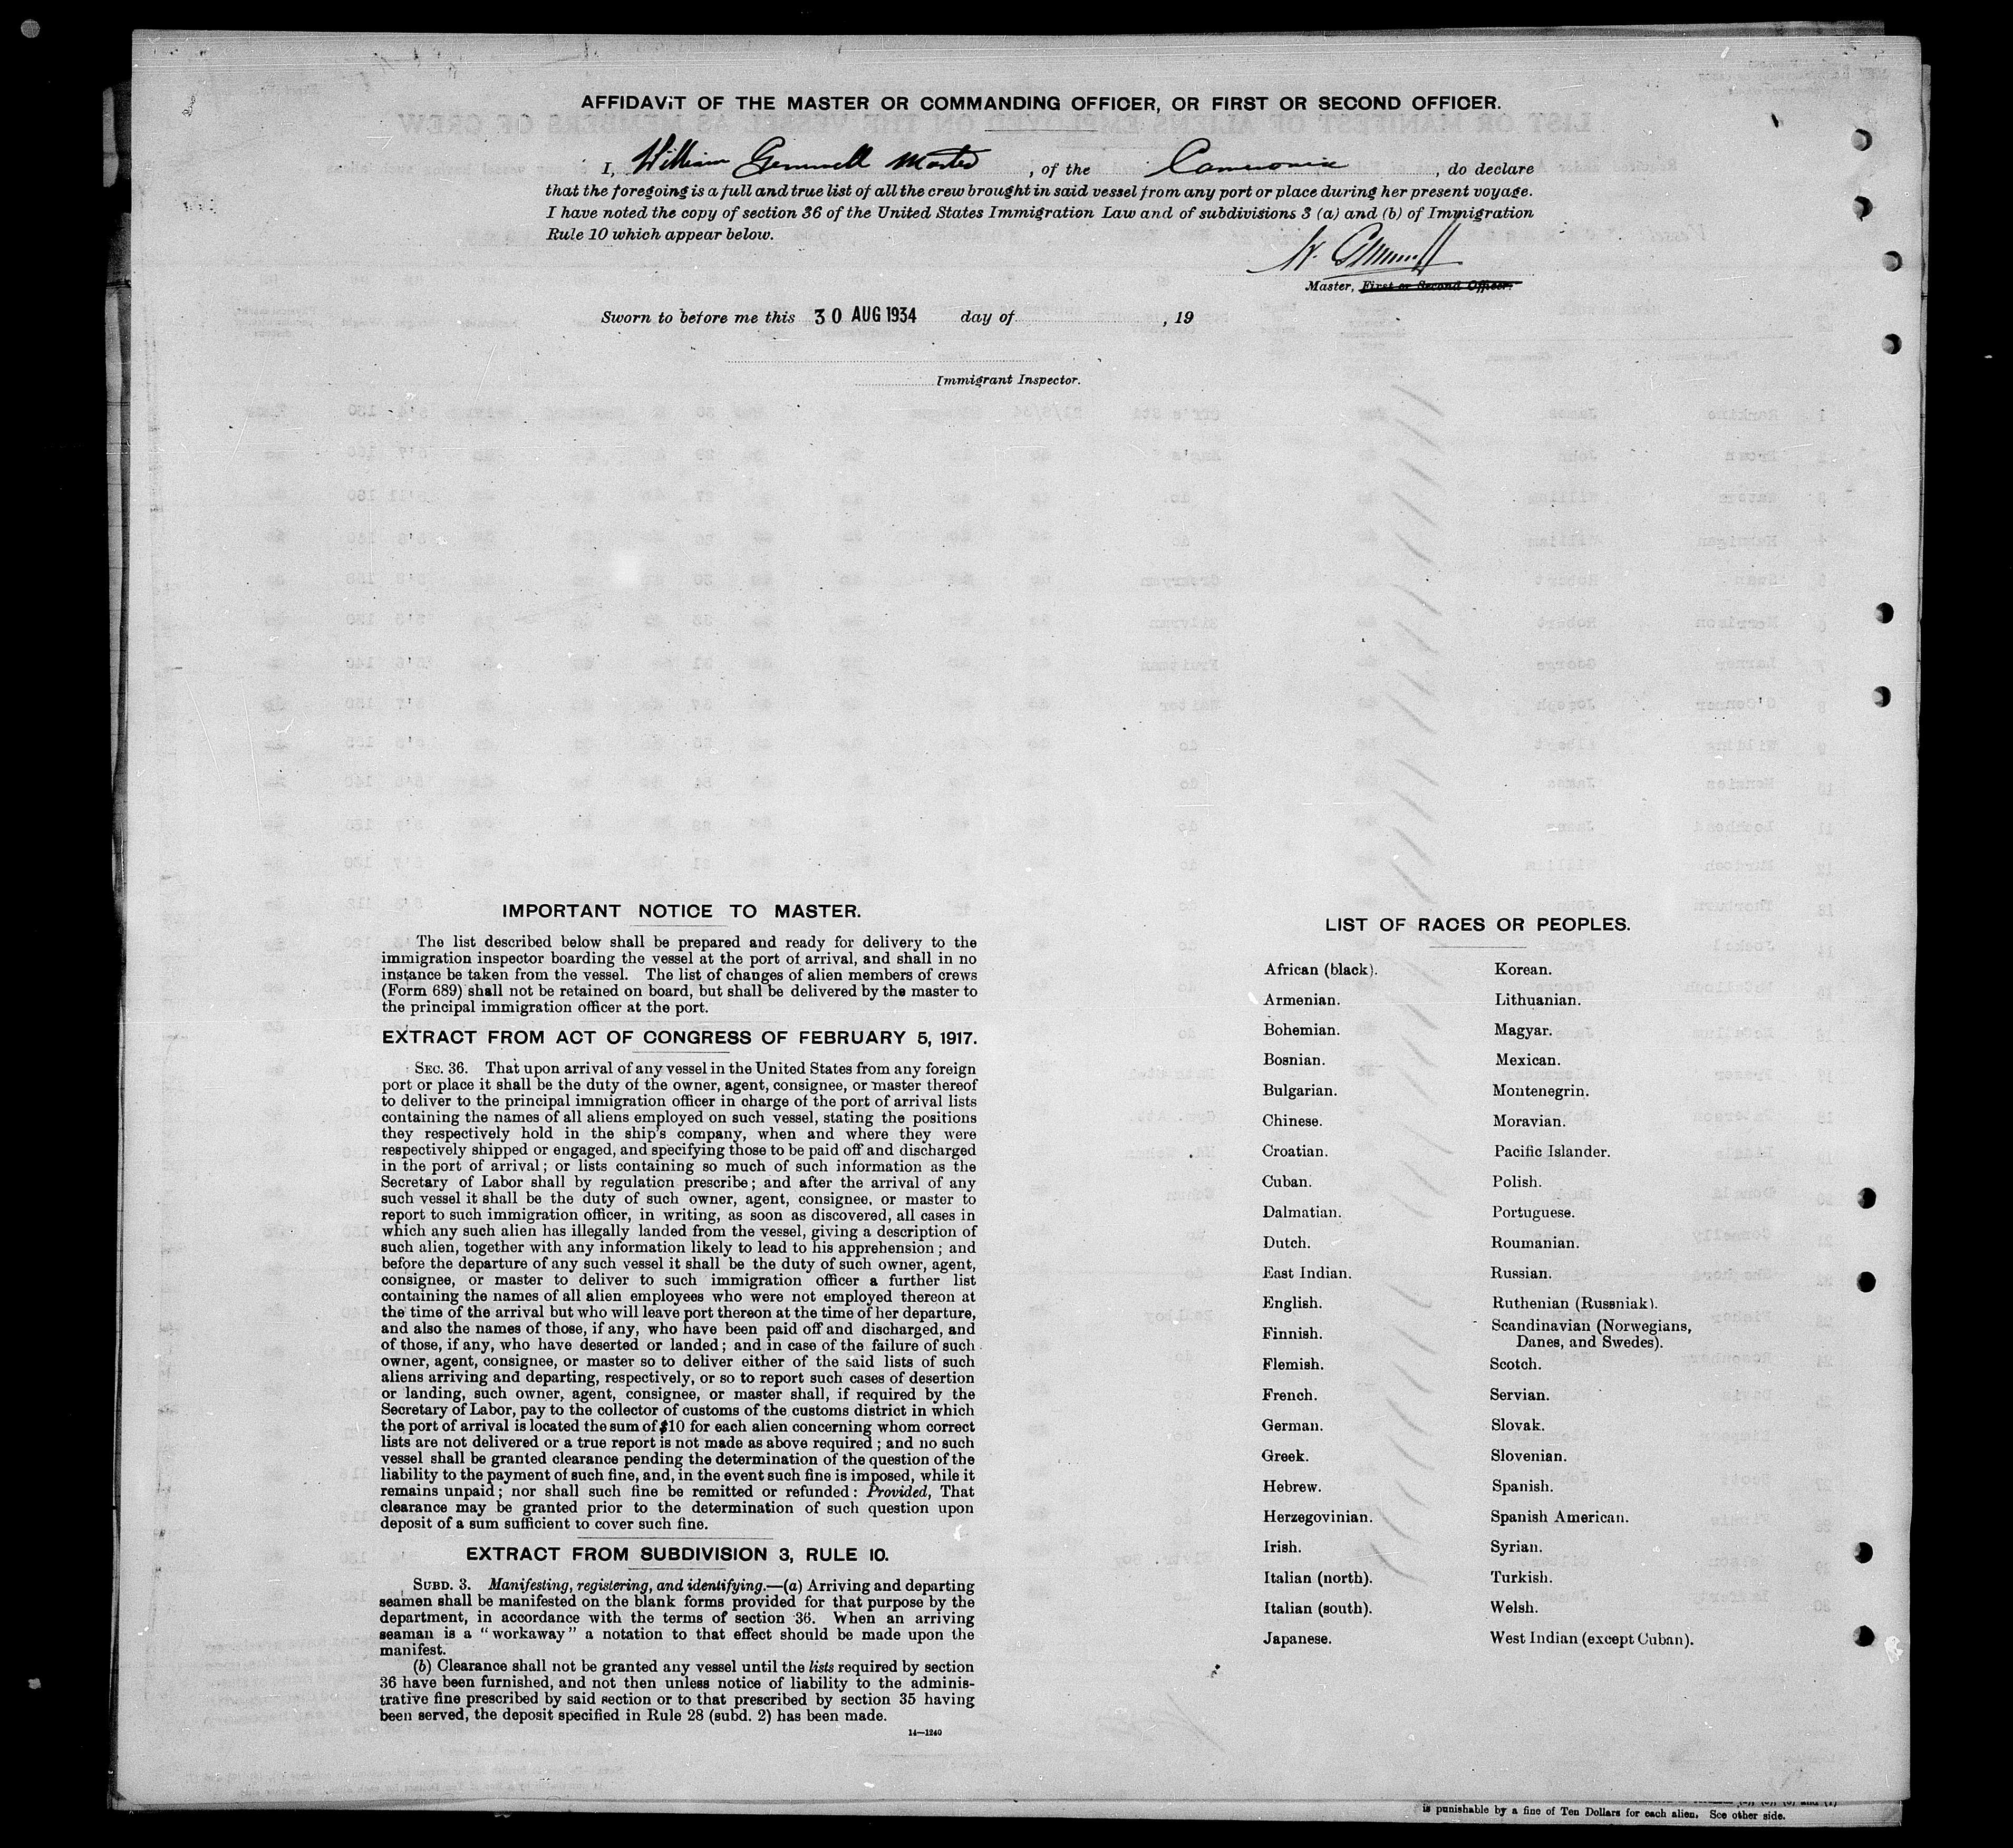 AFFIDAVIT OF THE MASTER OR COMMANDING OFFICER, OR FIRST OR SECOND OFFICER.
I, William Gemmell Master, of the Cameronia, do declare
that the foregoing is a full and true list of all the crew brought in said vessel from any port or place during her present voyage.
I have noted the copy of section 36 of the United States Immigration Law and of subdivisions 3 (a) and (b) of Immigration
Rule 10 which appear below.
W. Gemmell
Master, First or Second Officer.
Sworn to before me this 30 AUG 1934 day of , 19
Immigrant Inspector.
IMPORTANT NOTICE TO MASTER.
The list described below shall be prepared and ready for delivery to the
immigration inspector boarding the vessel at the port of arrival, and shall in no
instance be taken from the vessel. The list of changes of alien members of crews
(Form 689) shall not be retained on board, but shall be delivered by the master to
the principal immigration officer at the port.
EXTRACT FROM ACT OF CONGRESS OF FEBRUARY 5, 1917.
SEC. 36. That upon arrival of any vessel in the United States from any foreign
port or place it shall be the duty of the owner, agent, consignee, or master thereof
to deliver to the principal immigration officer in charge of the port of arrival lists
containing the names of all aliens employed on such vessel, stating the positions
they respectively hold in the ship's company, when and where they were
respectively shipped or engaged, and specifying those to be paid off and discharged
in the port of arrival; or lists containing so much of such information as the
Secretary of Labor shall by regulation prescribe; and after the arrival of any
such vessel it shall be the duty of such owner, agent, consignee, or master to
report to such immigration officer, in writing, as soon as discovered, all cases in
which any such alien has illegally landed from the vessel, giving a description of
such alien, together with any information likely to lead to his apprehension; and
before the departure of any such vessel it shall be the duty of such owner, agent,
consignee, or master to deliver to such immigration officer a further list
containing the names of all alien employees who were not employed thereon at
the time of the arrival but who will leave port thereon at the time of her departure,
and also the names of those, if any, who have been paid off and discharged, and
of those, if any, who have deserted or landed; and in case of the failure of such
owner, agent, consignee, or master so to deliver either of the said lists of such
aliens arriving and departing, respectively, or so to report such cases of desertion
or landing, such owner, agent, consignee, or master shall, if required by the
Secretary of Labor, pay to the collector of customs of the customs district in which
the port of arrival is located the sum of $10 for each alien concerning whom correct
lists are not delivered or a true report is not made as above required; and no such
vessel shall be granted clearance pending the determination of the question of the
liability to the payment of such fine, and, in the event such fine is imposed, while it
remains unpaid; nor shall such fine be remitted or refunded: Provided, That
clearance may be granted prior to the determination of such question upon
deposit of a sum sufficient to cover such fine.
EXTRACT FROM SUBDIVISION 3, RULE 10.
SUBD. 3. Manifesting, registering, and identifying.—(a) Arriving and departing
seamen shall be manifested on the blank forms provided for that purpose by the
department, in accordance with the terms of section 36. When an arriving
seaman is a "workaway" a notation to that effect should be made upon the
manifest.
(b) Clearance shall not be granted any vessel until the lists required by section
36 have been furnished, and not then unless notice of liability to the adminis-
trative fine prescribed by said section or to that prescribed by section 35 having
been served, the deposit specified in Rule 28 (subd. 2) has been made.
14—1240
LIST OF RACES OR PEOPLES.
African (black).
Armenian.
Bohemian.
Bosnian.
Bulgarian.
Chinese.
Croatian.
Cuban.
Dalmatian.
Dutch.
East Indian.
English.
Finnish.
Flemish.
French.
German.
Greek.
Hebrew.
Herzegovinian.
Irish.
Italian (north).
Italian (south).
Japanese.
Korean.
Lithuanian.
Magyar.
Mexican.
Montenegrin.
Moravian.
Pacific Islander.
Polish.
Portuguese.
Roumanian.
Russian.
Ruthenian (Russniak).
Scandinavian (Norwegians,
Danes, and Swedes).
Scotch.
Servian.
Slovak.
Slovenian.
Spanish.
Spanish American.
Syrian.
Turkish.
Welsh.
West Indian (except Cuban).
is punishable by a fine of Ten Dollars for each alien. See other side.